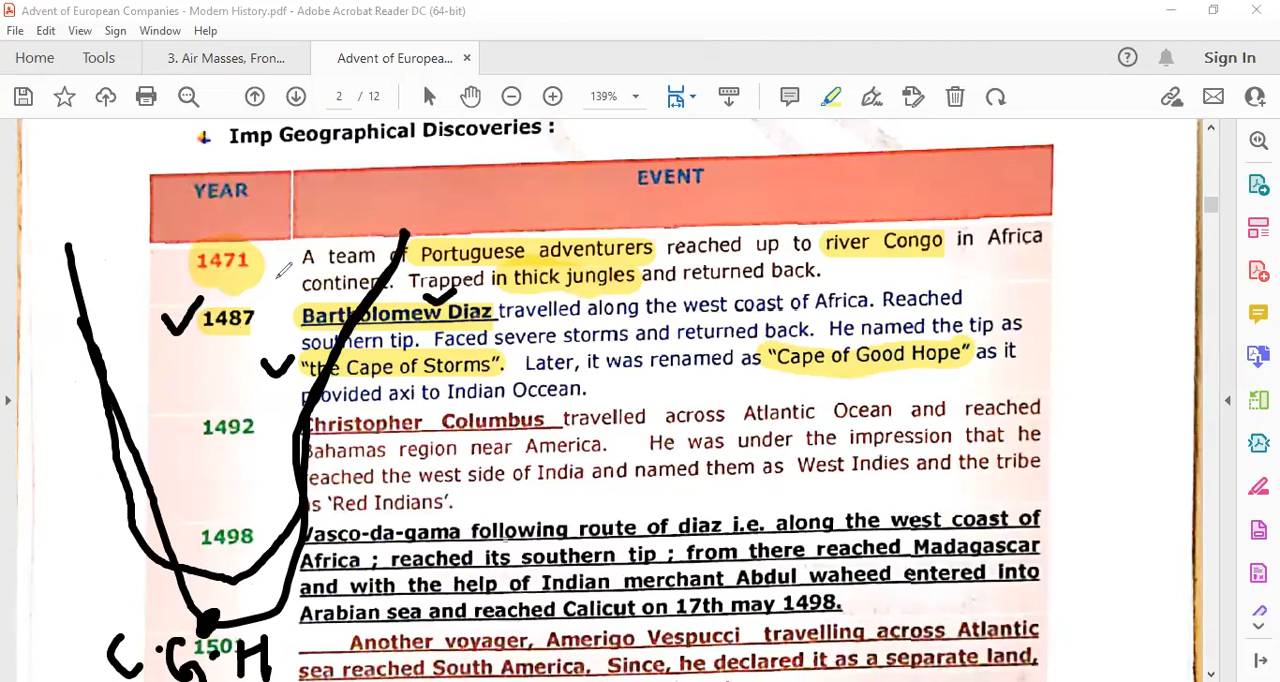 Advent of European Companies - Modern History.pdf - Adobe Acrobat Reader DC (64-bit)
File Edit View Sign Window Help
Home Tools 3. Air Masses, Fron... Advent of Europea... × Sign In
2 / 12 139%
Imp Geographical Discoveries :
YEAR EVENT
1471 A team of Portuguese adventurers reached up to river Congo in Africa
continent. Trapped in thick jungles and returned back.
1487 Bartholomew Diaz travelled along the west coast of Africa. Reached
southern tip. Faced severe storms and returned back. He named the tip as
"the Cape of Storms". Later, it was renamed as "Cape of Good Hope" as it
provided axi to Indian Occean.
1492 Christopher Columbus travelled across Atlantic Ocean and reached
Bahamas region near America. He was under the impression that he
reached the west side of India and named them as West Indies and the tribe
as 'Red Indians'.
1498 Vasco-da-gama following route of diaz i.e. along the west coast of
Africa ; reached its southern tip ; from there reached Madagascar
and with the help of Indian merchant Abdul waheed entered into
Arabian sea and reached Calicut on 17th may 1498.
1501 Another voyager, Amerigo Vespucci travelling across Atlantic
sea reached South America. Since, he declared it as a separate land,
C.G.H